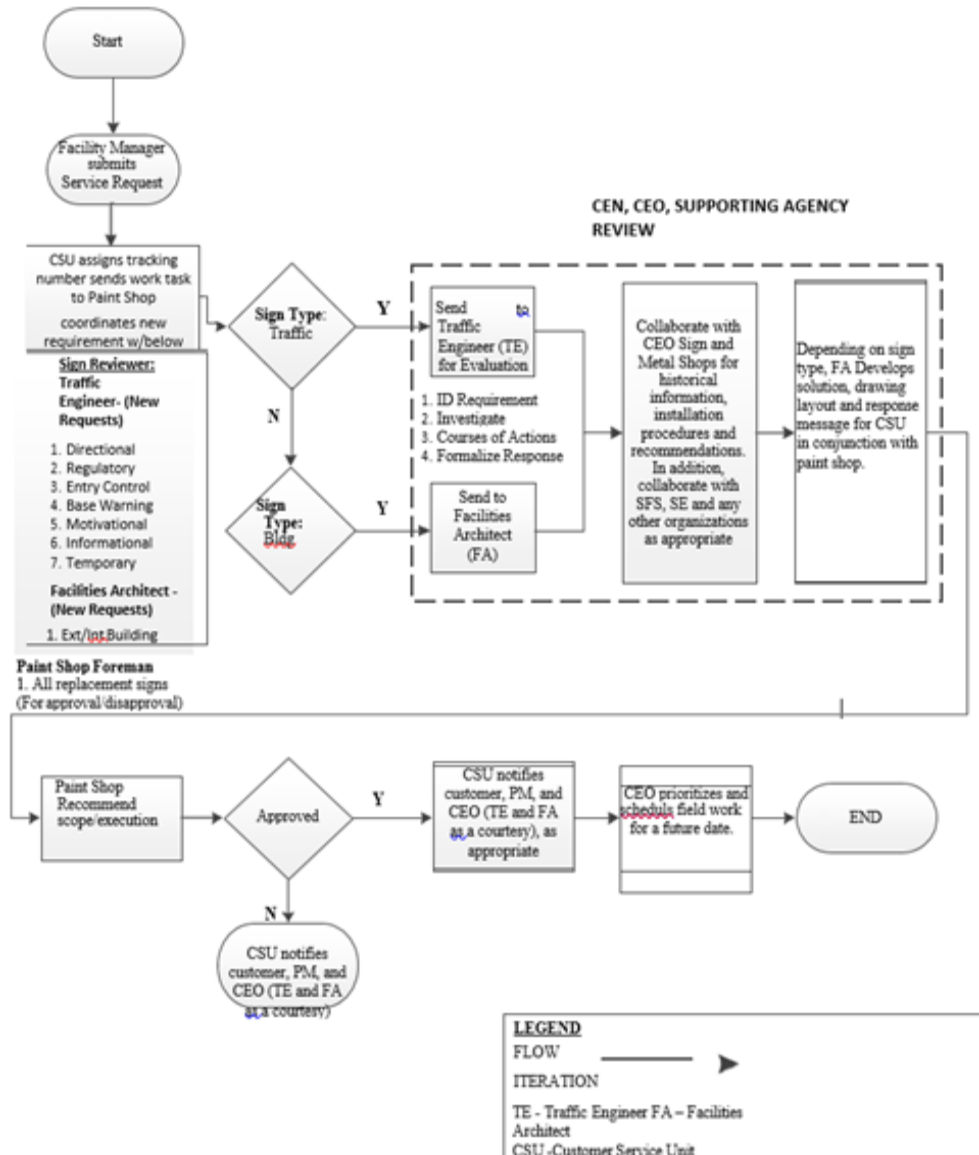 Start
Facility Manager
submits
Service Request
CEN, CEO, SUPPORTING AGENCY
REVIEW
CSU assigns tracking
number sends work task
to Paint Shop
coordinates new
requirement w/below
Sign Reviewer:
Traffic
Engineer- (New
Requests)
1. Directional
2. Regulatory
3. Entry Control
4. Base Warning
5. Motivational
6. Informational
7. Temporary
Facilities Architect -
(New Requests)
1. Ext/Int.Building
Paint Shop Foreman
1. All replacement signs
(For approval/disapproval)
Sign Type:
Traffic
Y
N
Sign
Type:
Bldg
Y
Send to
Traffic
Engineer (TE)
for Evaluation
1. ID Requirement
2. Investigate
3. Courses of Actions
4. Formalize Response
Send to
Facilities
Architect
(FA)
Collaborate with
CEO Sign and
Metal Shops for
historical
information,
installation
procedures and
recommendations.
In addition,
collaborate with
SFS, SE and any
other organizations
as appropriate
Depending on sign
type, FA Develops
solution, drawing
layout and response
message for CSU
in conjunction with
paint shop.
Paint Shop
Recommend
scope/execution
Approved
Y
N
CSU notifies
customer, PM, and
CEO (TE and FA
as a courtesy), as
appropriate
CEO prioritizes and
scheduls field work
for a future date.
END
CSU notifies
customer, PM, and
CEO (TE and FA
as a courtesy)
LEGEND
FLOW
ITERATION
TE - Traffic Engineer FA – Facilities
Architect
CSU -Customer Service Unit